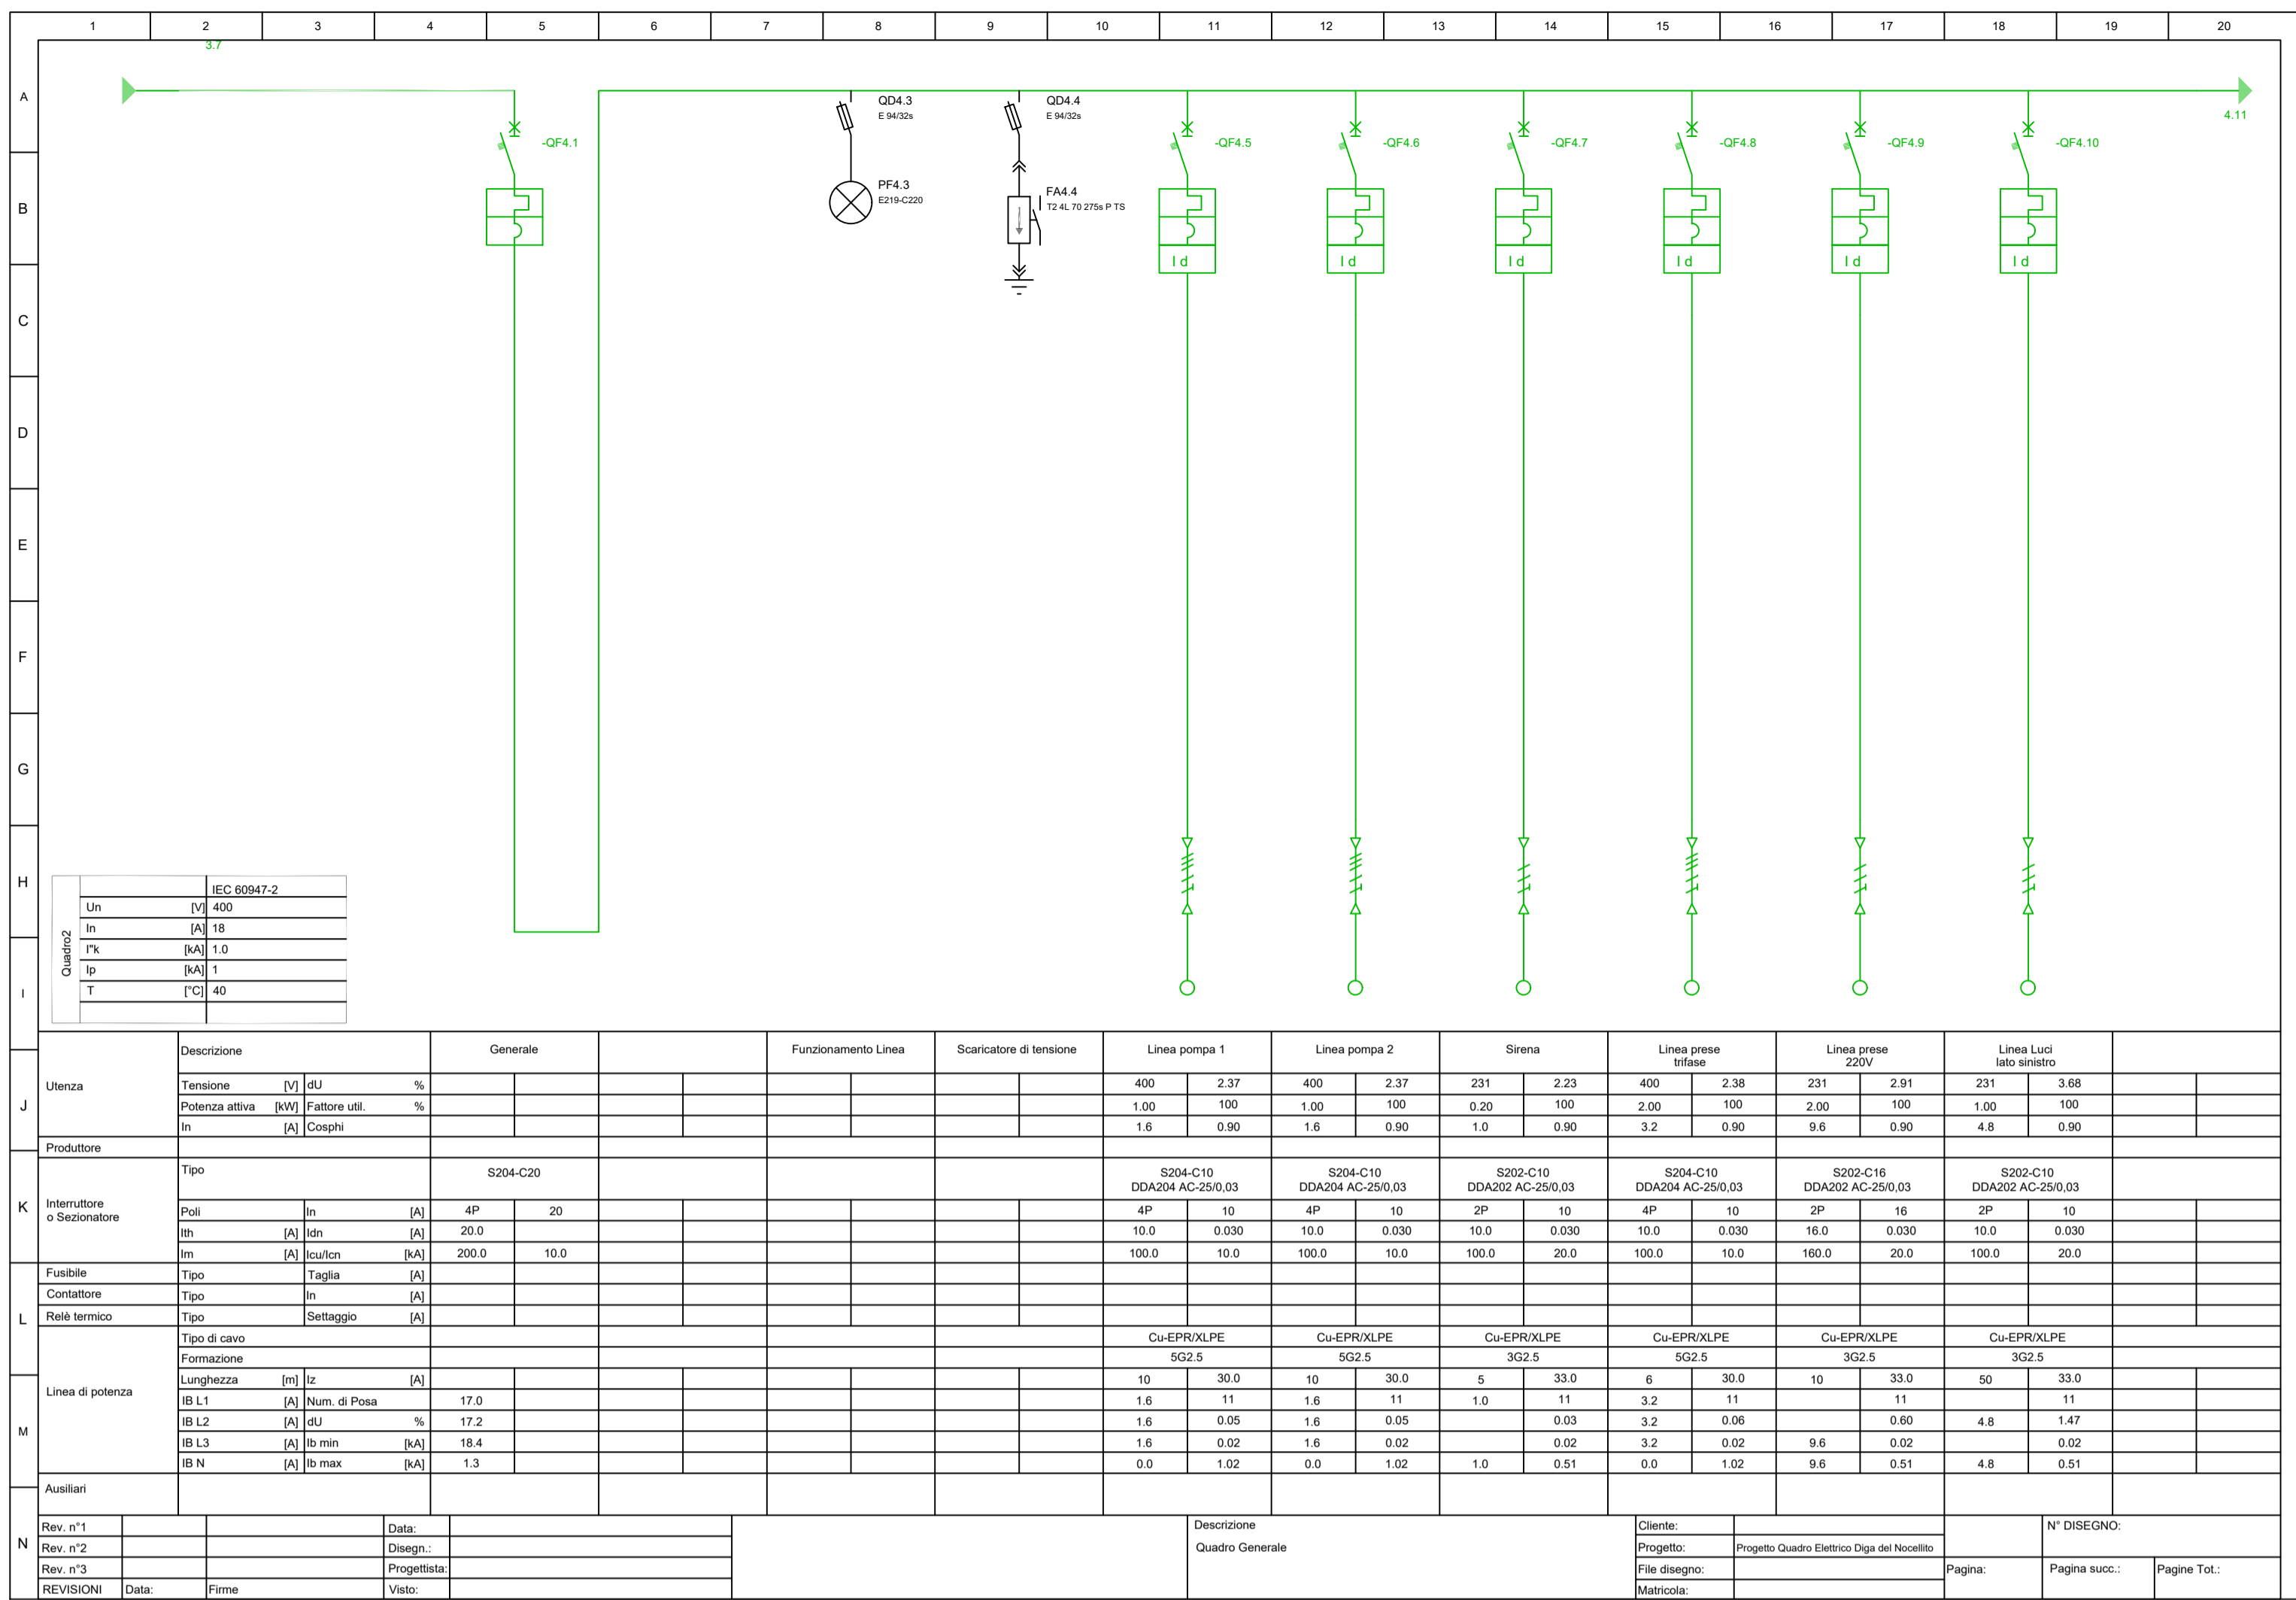 1 2 3 4 5 6 7 8 9 10 11 12 13 14 15 16 17 18 19 20
3.7
A
B
C
D
E
F
G
H
I
J
K
L
M
N
4.11
-QF4.1
QD4.3
E 94/32s
PF4.3
E219-C220
QD4.4
E 94/32s
FA4.4
T2 4L 70 275s P TS
-QF4.5
I d
-QF4.6
I d
-QF4.7
I d
-QF4.8
I d
-QF4.9
I d
-QF4.10
I d
Quadro2
IEC 60947-2
Un [V] 400
In [A] 18
I"k [kA] 1.0
Ip [kA] 1
T [°C] 40
Utenza
Descrizione Generale Funzionamento Linea Scaricatore di tensione Linea pompa 1 Linea pompa 2 Sirena Linea prese trifase Linea prese 220V Linea Luci lato sinistro
Tensione [V] dU % 400 2.37 400 2.37 231 2.23 400 2.38 231 2.91 231 3.68
Potenza attiva [kW] Fattore util. % 1.00 100 1.00 100 0.20 100 2.00 100 2.00 100 1.00 100
In [A] Cosphi 1.6 0.90 1.6 0.90 1.0 0.90 3.2 0.90 9.6 0.90 4.8 0.90
Produttore
Interruttore
o Sezionatore
Tipo S204-C20 S204-C10 S204-C10 S202-C10 S204-C10 S202-C16 S202-C10
DDA204 AC-25/0,03 DDA204 AC-25/0,03 DDA202 AC-25/0,03 DDA204 AC-25/0,03 DDA202 AC-25/0,03 DDA202 AC-25/0,03
Poli In [A] 4P 20 4P 10 4P 10 2P 10 4P 10 2P 16 2P 10
Ith [A] Idn [A] 20.0 10.0 0.030 10.0 0.030 10.0 0.030 10.0 0.030 16.0 0.030 10.0 0.030
Im [A] Icu/Icn [kA] 200.0 10.0 100.0 10.0 100.0 10.0 100.0 20.0 100.0 10.0 160.0 20.0 100.0 20.0
Fusibile Tipo Taglia [A]
Contattore Tipo In [A]
Relè termico Tipo Settaggio [A]
Linea di potenza
Tipo di cavo Cu-EPR/XLPE Cu-EPR/XLPE Cu-EPR/XLPE Cu-EPR/XLPE Cu-EPR/XLPE Cu-EPR/XLPE
Formazione 5G2.5 5G2.5 3G2.5 5G2.5 3G2.5 3G2.5
Lunghezza [m] Iz [A] 10 30.0 10 30.0 5 33.0 6 30.0 10 33.0 50 33.0
IB L1 [A] Num. di Posa 17.0 1.6 11 1.6 11 1.0 11 3.2 11 11 11
IB L2 [A] dU % 17.2 1.6 0.05 1.6 0.05 0.03 3.2 0.06 0.60 4.8 1.47
IB L3 [A] Ib min [kA] 18.4 1.6 0.02 1.6 0.02 0.02 3.2 0.02 9.6 0.02 0.02
IB N [A] Ib max [kA] 1.3 0.0 1.02 0.0 1.02 1.0 0.51 0.0 1.02 9.6 0.51 4.8 0.51
Ausiliari
Rev. n°1
Rev. n°2
Rev. n°3
REVISIONI Data: Firme
Data:
Disegn.:
Progettista:
Visto:
Descrizione
Quadro Generale
Cliente:
Progetto: Progetto Quadro Elettrico Diga del Nocellito
File disegno:
Matricola:
N° DISEGNO:
Pagina: Pagina succ.: Pagine Tot.: